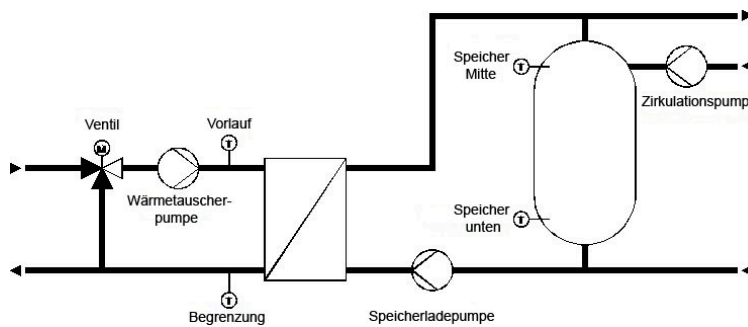 Speicher
Mitte
T
Zirkulationspump
Ventil
M
Vorlauf
T
Wärmetauscher-
pumpe
Speicher
unten
T
T
Begrenzung
Speicherladepumpe